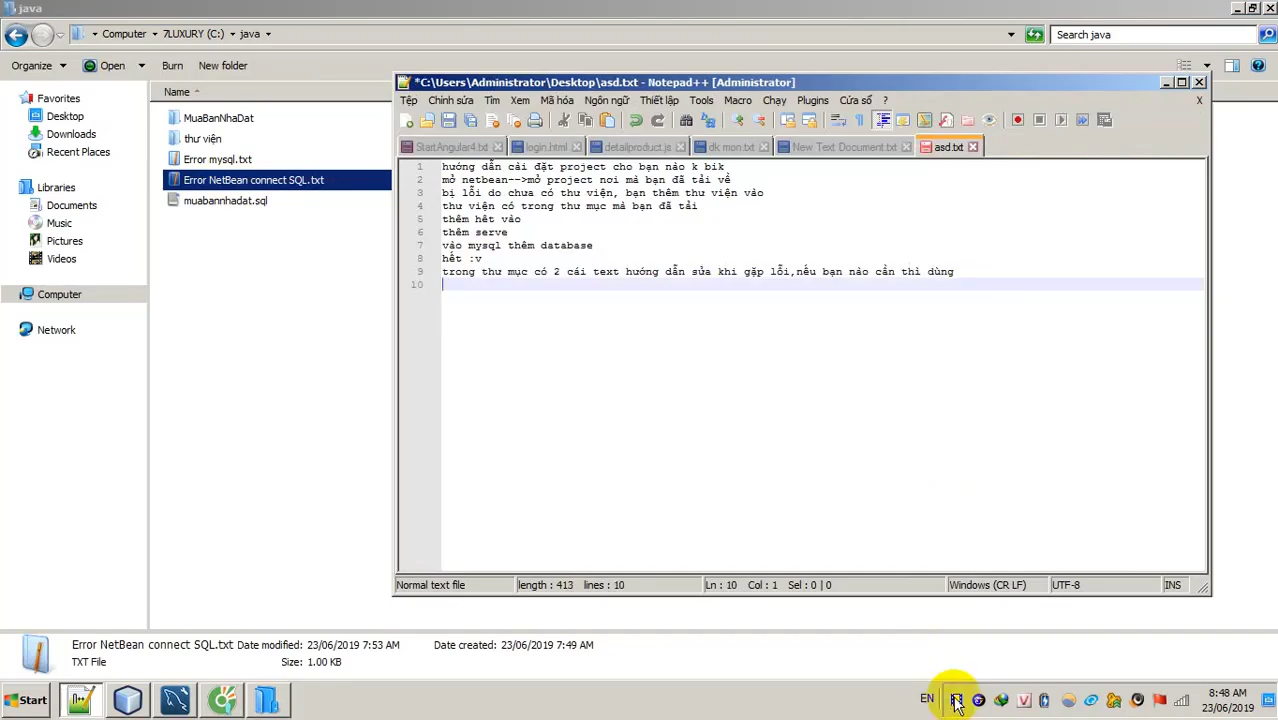 java
Computer 7LUXURY (C:) java
Search java
Organize Open Burn New folder
*C:\Users\Administrator\Desktop\asd.txt - Notepad++ [Administrator]
Tệp Chỉnh sửa Tìm Xem Mã hóa Ngôn ngữ Thiết lập Tools Macro Chạy Plugins Cửa sổ ? X
StartAngular4.txt login.html detailproduct.js dk mon.txt New Text Document.txt asd.txt
1 hướng dẫn cài đặt project cho bạn nào k bik
2 mở netbean-->mở project nơi mà bạn đã tải về
3 bị lỗi do chưa có thư viện, bạn thêm thư viện vào
4 thư viện có trong thư mục mà bạn đã tải
5 thêm hết vào
6 thêm serve
7 vào mysql thêm database
8 hết :v
9 trong thư mục có 2 cái text hướng dẫn sửa khi gặp lỗi,nếu bạn nào cần thì dùng
10
Normal text file length : 413 lines : 10 Ln : 10 Col : 1 Sel : 0 | 0 Windows (CR LF) UTF-8 INS
Favorites
Desktop
Downloads
Recent Places
Libraries
Documents
Music
Pictures
Videos
Computer
Network
Name
MuaBanNhaDat
thư viện
Error mysql.txt
Error NetBean connect SQL.txt
muabannhadat.sql
Error NetBean connect SQL.txt Date modified: 23/06/2019 7:53 AM Date created: 23/06/2019 7:49 AM
TXT File Size: 1.00 KB
Start
EN
8:48 AM
23/06/2019